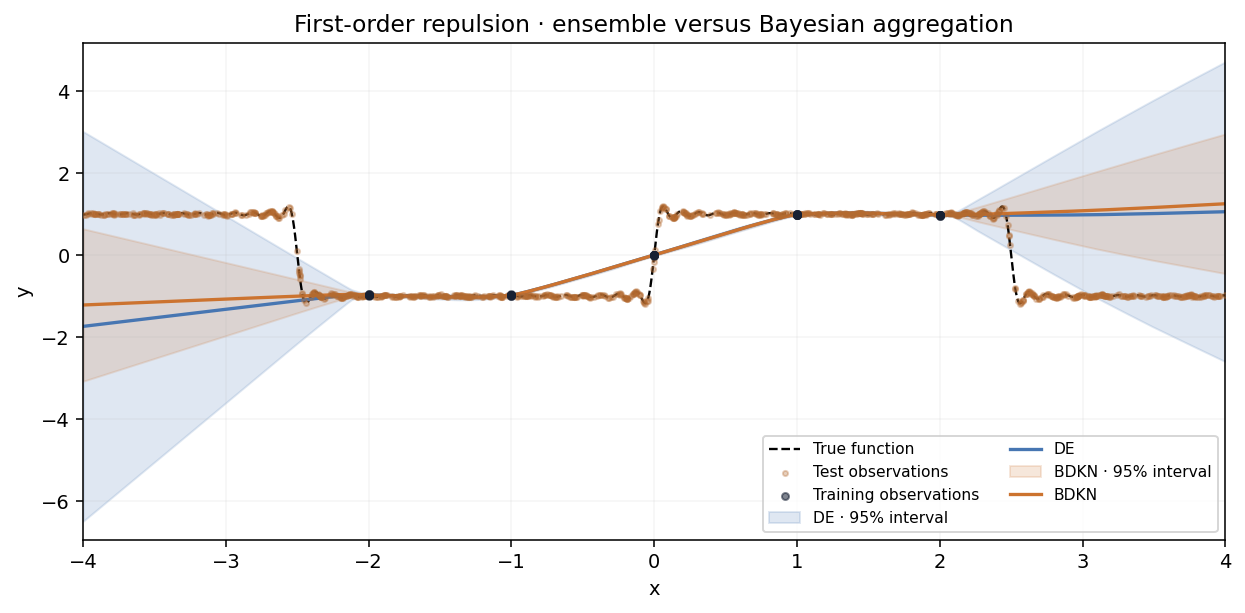 First-order repulsion · ensemble versus Bayesian aggregation
y
4
2
0
−2
−4
−6
−4
−3
−2
−1
0
1
2
3
4
x
True function
Test observations
Training observations
DE · 95% interval
DE
BDKN · 95% interval
BDKN